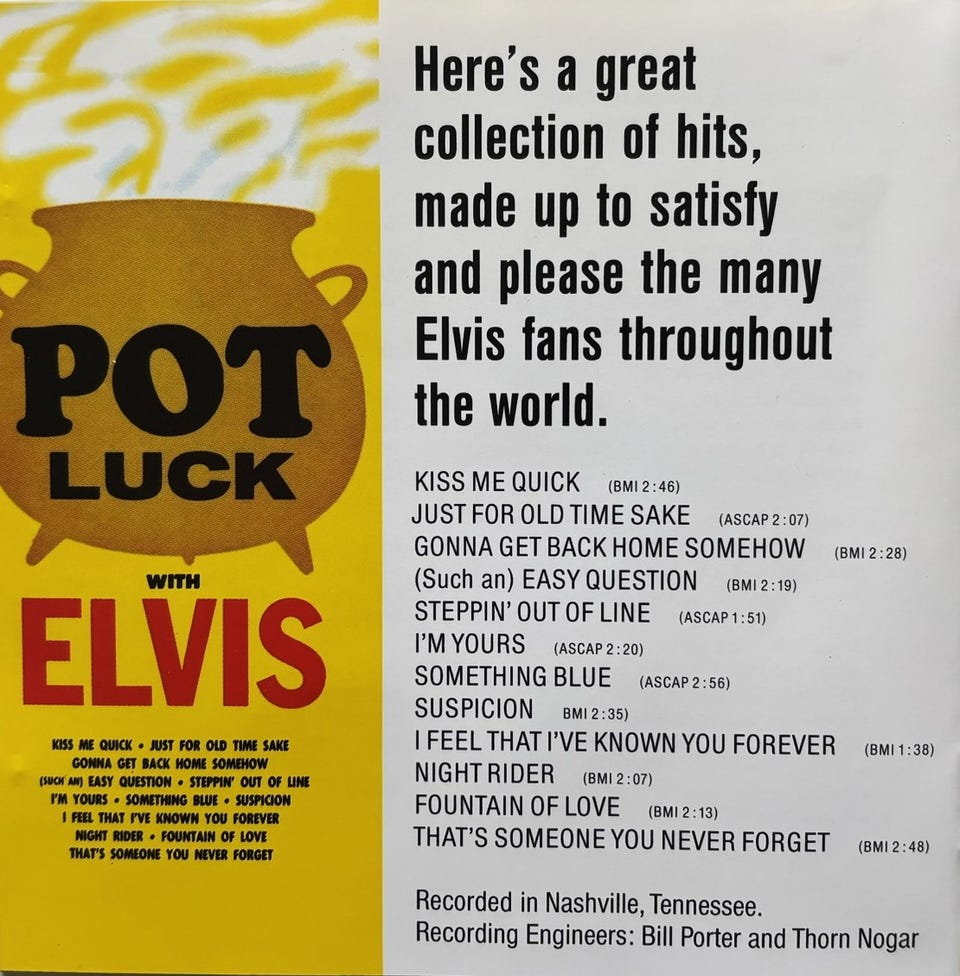 POT
LUCK
WITH
ELVIS
KISS ME QUICK • JUST FOR OLD TIME SAKE
GONNA GET BACK HOME SOMEHOW
(SUCH AN) EASY QUESTION • STEPPIN' OUT OF LINE
I'M YOURS • SOMETHING BLUE • SUSPICION
I FEEL THAT I'VE KNOWN YOU FOREVER
NIGHT RIDER • FOUNTAIN OF LOVE
THAT'S SOMEONE YOU NEVER FORGET
Here's a great
collection of hits,
made up to satisfy
and please the many
Elvis fans throughout
the world.
KISS ME QUICK (BMI 2:46)
JUST FOR OLD TIME SAKE (ASCAP 2:07)
GONNA GET BACK HOME SOMEHOW (BMI 2:28)
(Such an) EASY QUESTION (BMI 2:19)
STEPPIN' OUT OF LINE (ASCAP 1:51)
I'M YOURS (ASCAP 2:20)
SOMETHING BLUE (ASCAP 2:56)
SUSPICION BMI 2:35)
I FEEL THAT I'VE KNOWN YOU FOREVER (BMI 1:38)
NIGHT RIDER (BMI 2:07)
FOUNTAIN OF LOVE (BMI 2:13)
THAT'S SOMEONE YOU NEVER FORGET (BMI 2:48)
Recorded in Nashville, Tennessee.
Recording Engineers: Bill Porter and Thorn Nogar